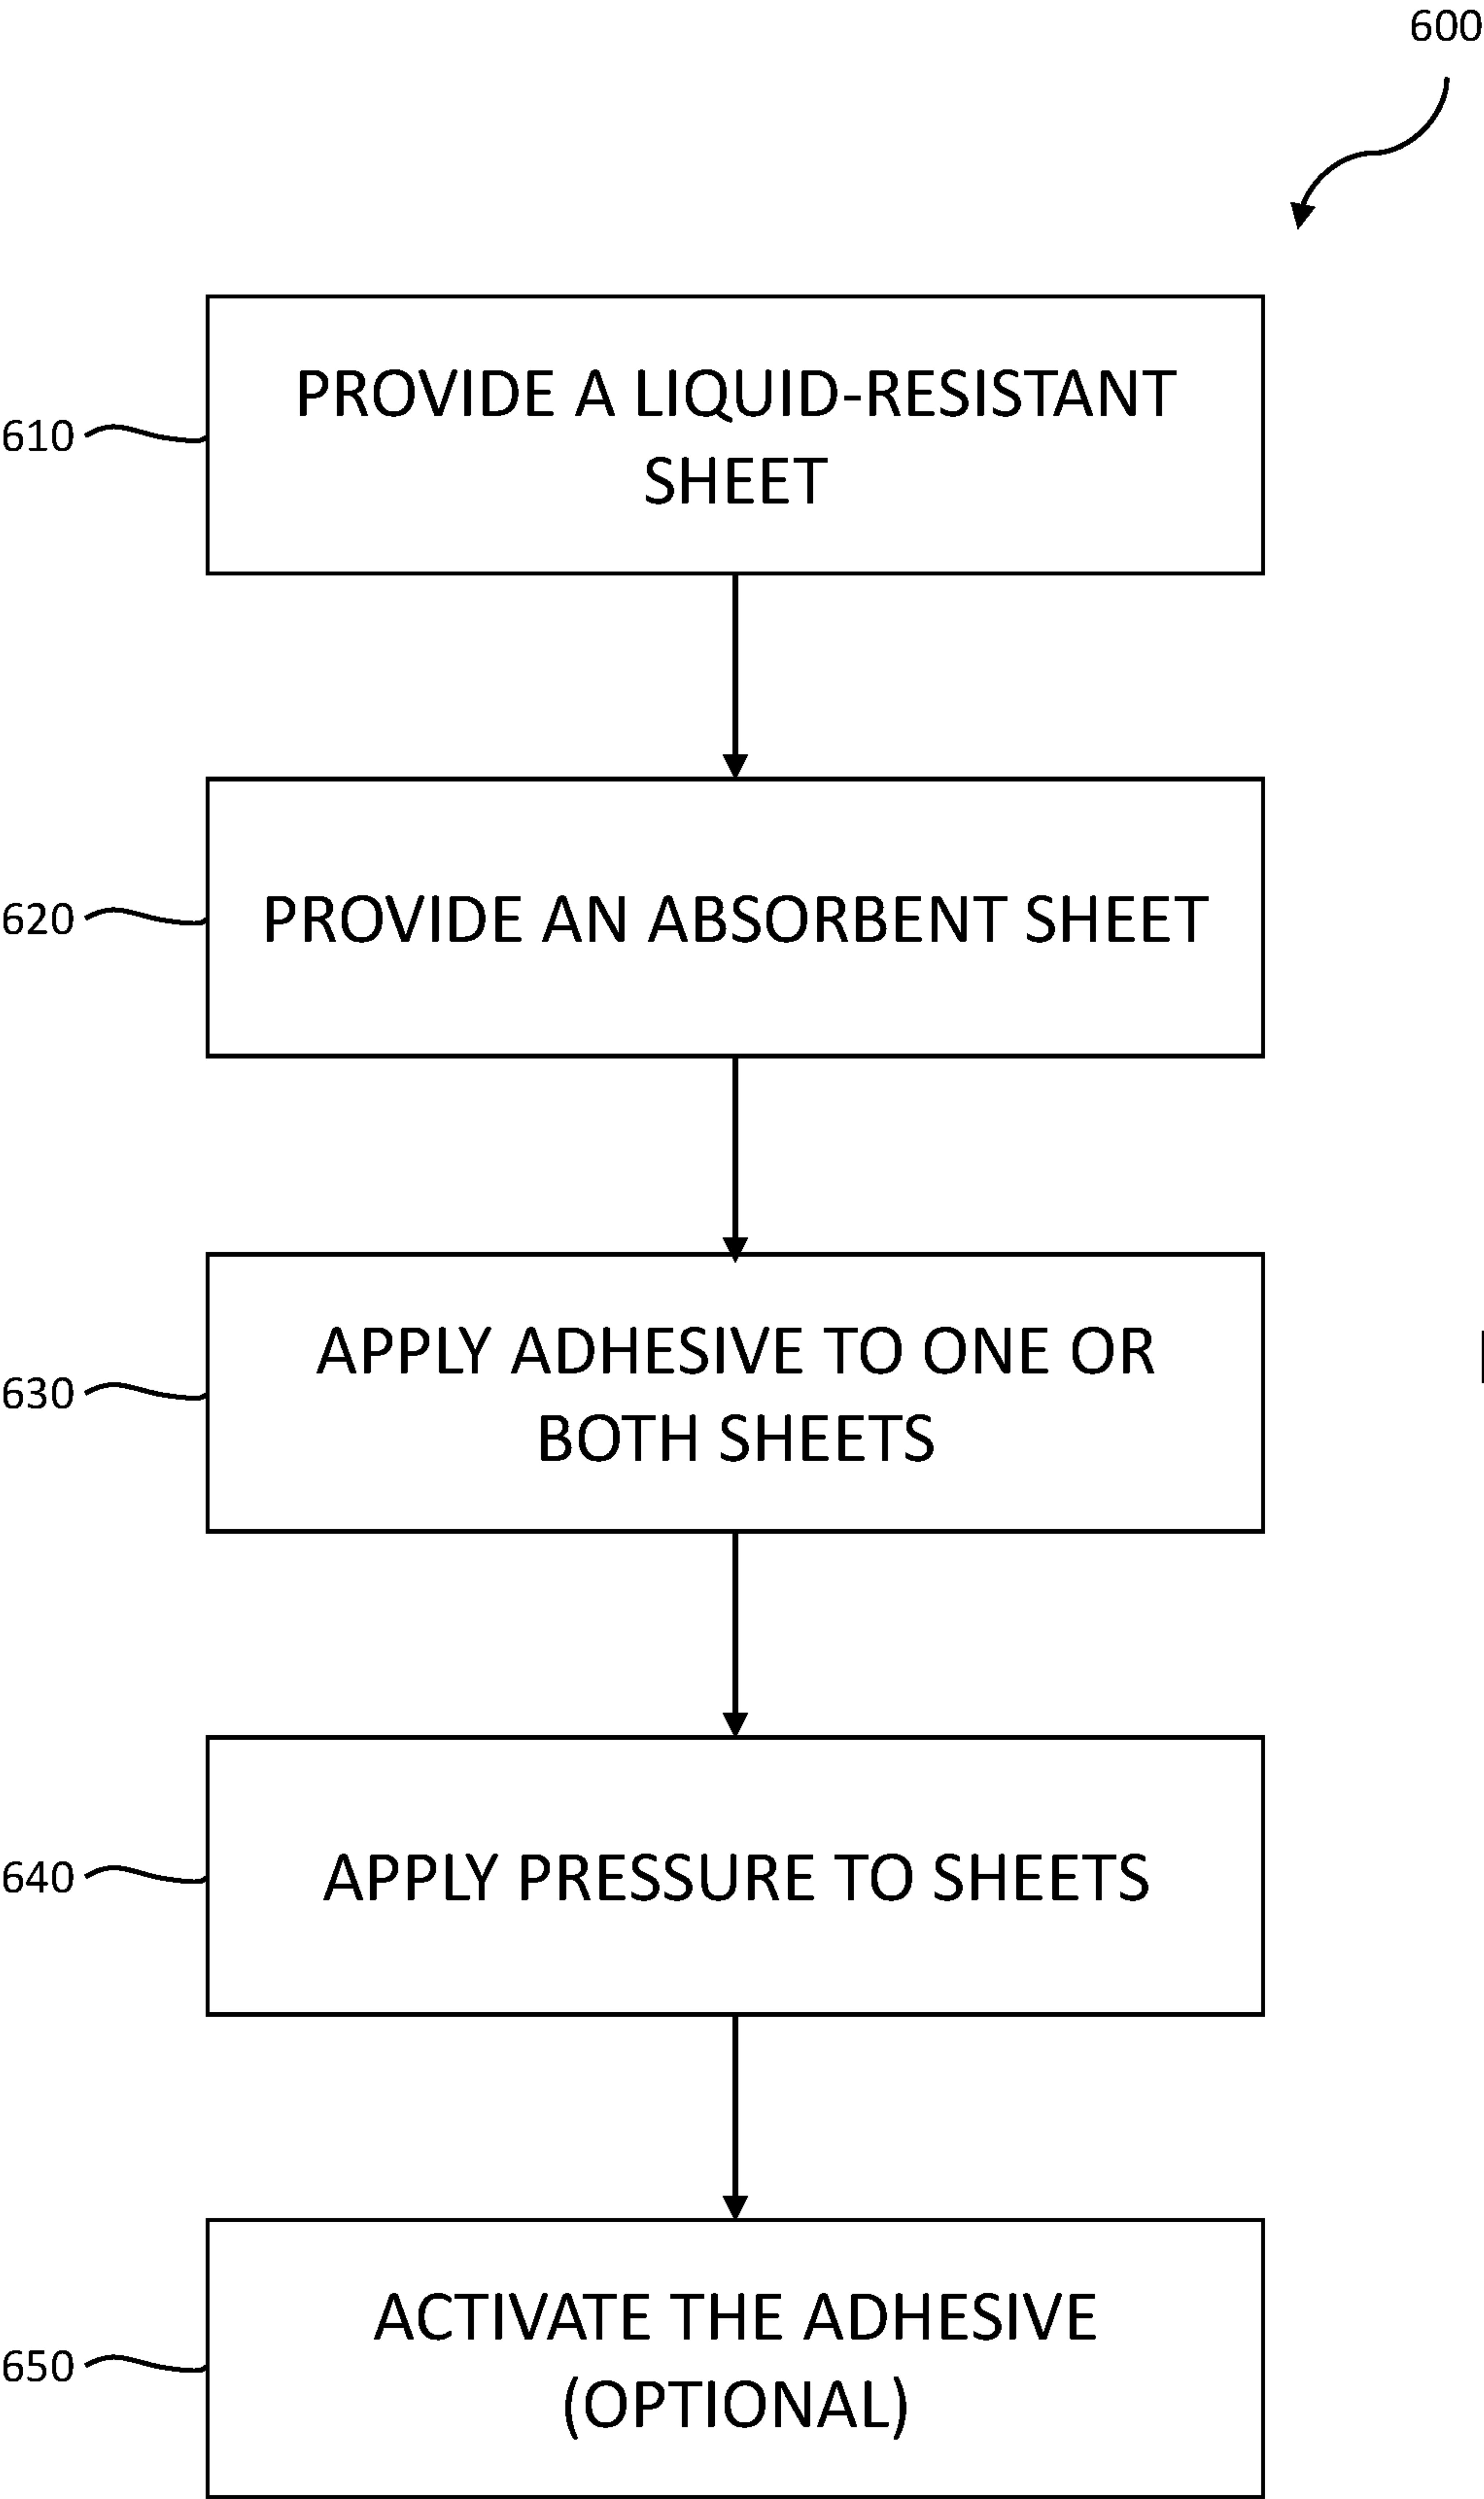 600
610
PROVIDE A LIQUID-RESISTANT
SHEET
620
PROVIDE AN ABSORBENT SHEET
630
APPLY ADHESIVE TO ONE OR
BOTH SHEETS
640
APPLY PRESSURE TO SHEETS
650
ACTIVATE THE ADHESIVE
(OPTIONAL)